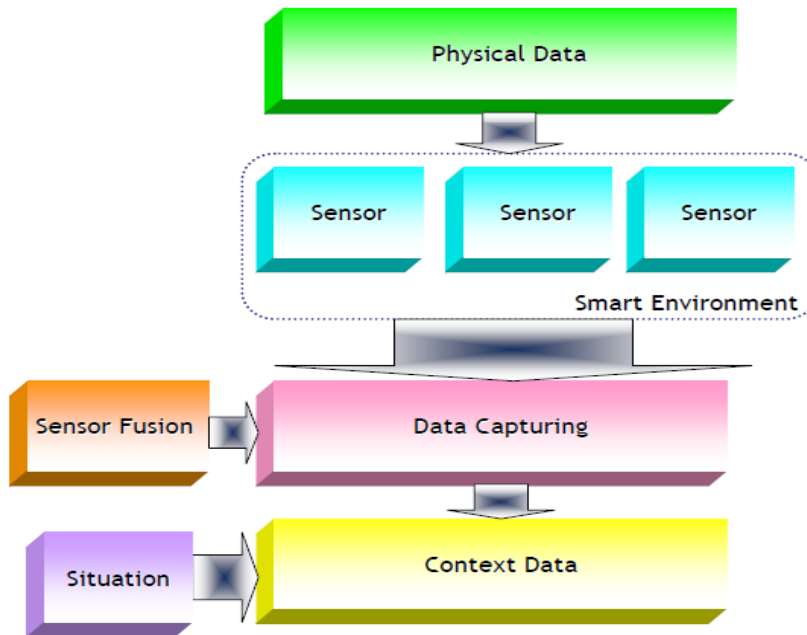 Physical Data
Sensor
Sensor
Sensor
Smart Environment
Sensor Fusion
Data Capturing
Situation
Context Data